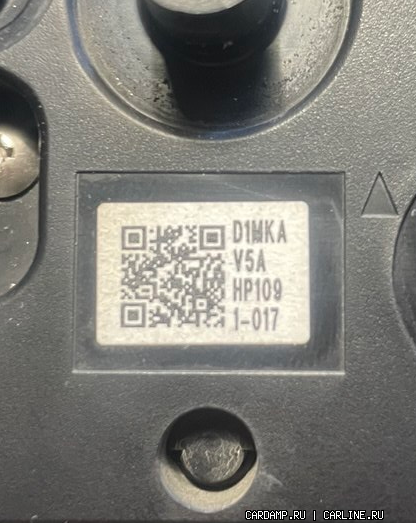 D1MKA
V5A
HP109
1-017
CARDAMP.RU | CARLINE.RU